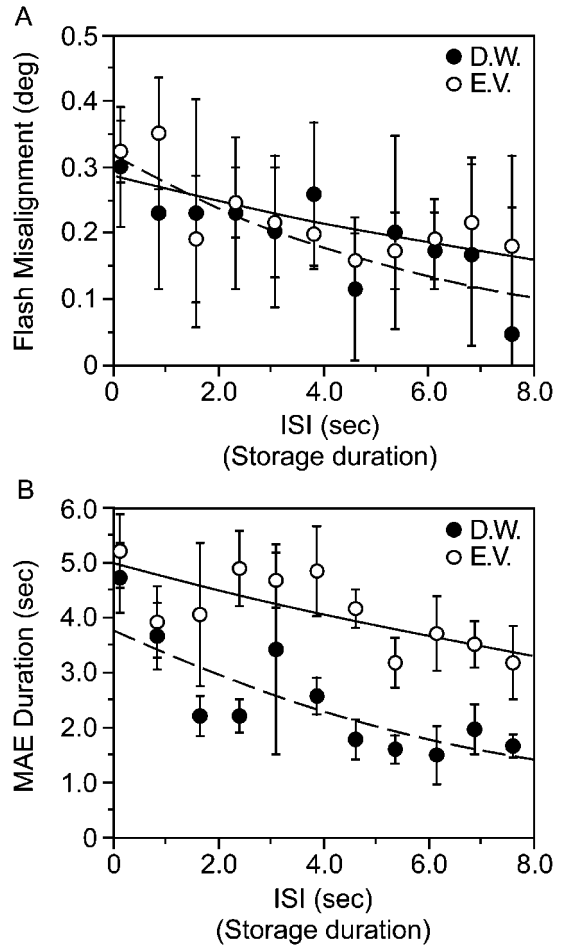 A
0.5
0.4
0.3
0.2
0.1
0
Flash Misalignment (deg)
D.W.
E.V.
0 2.0 4.0 6.0 8.0
ISI (sec)
(Storage duration)
B
6.0
5.0
4.0
3.0
2.0
1.0
0
MAE Duration (sec)
D.W.
E.V.
0 2.0 4.0 6.0 8.0
ISI (sec)
(Storage duration)